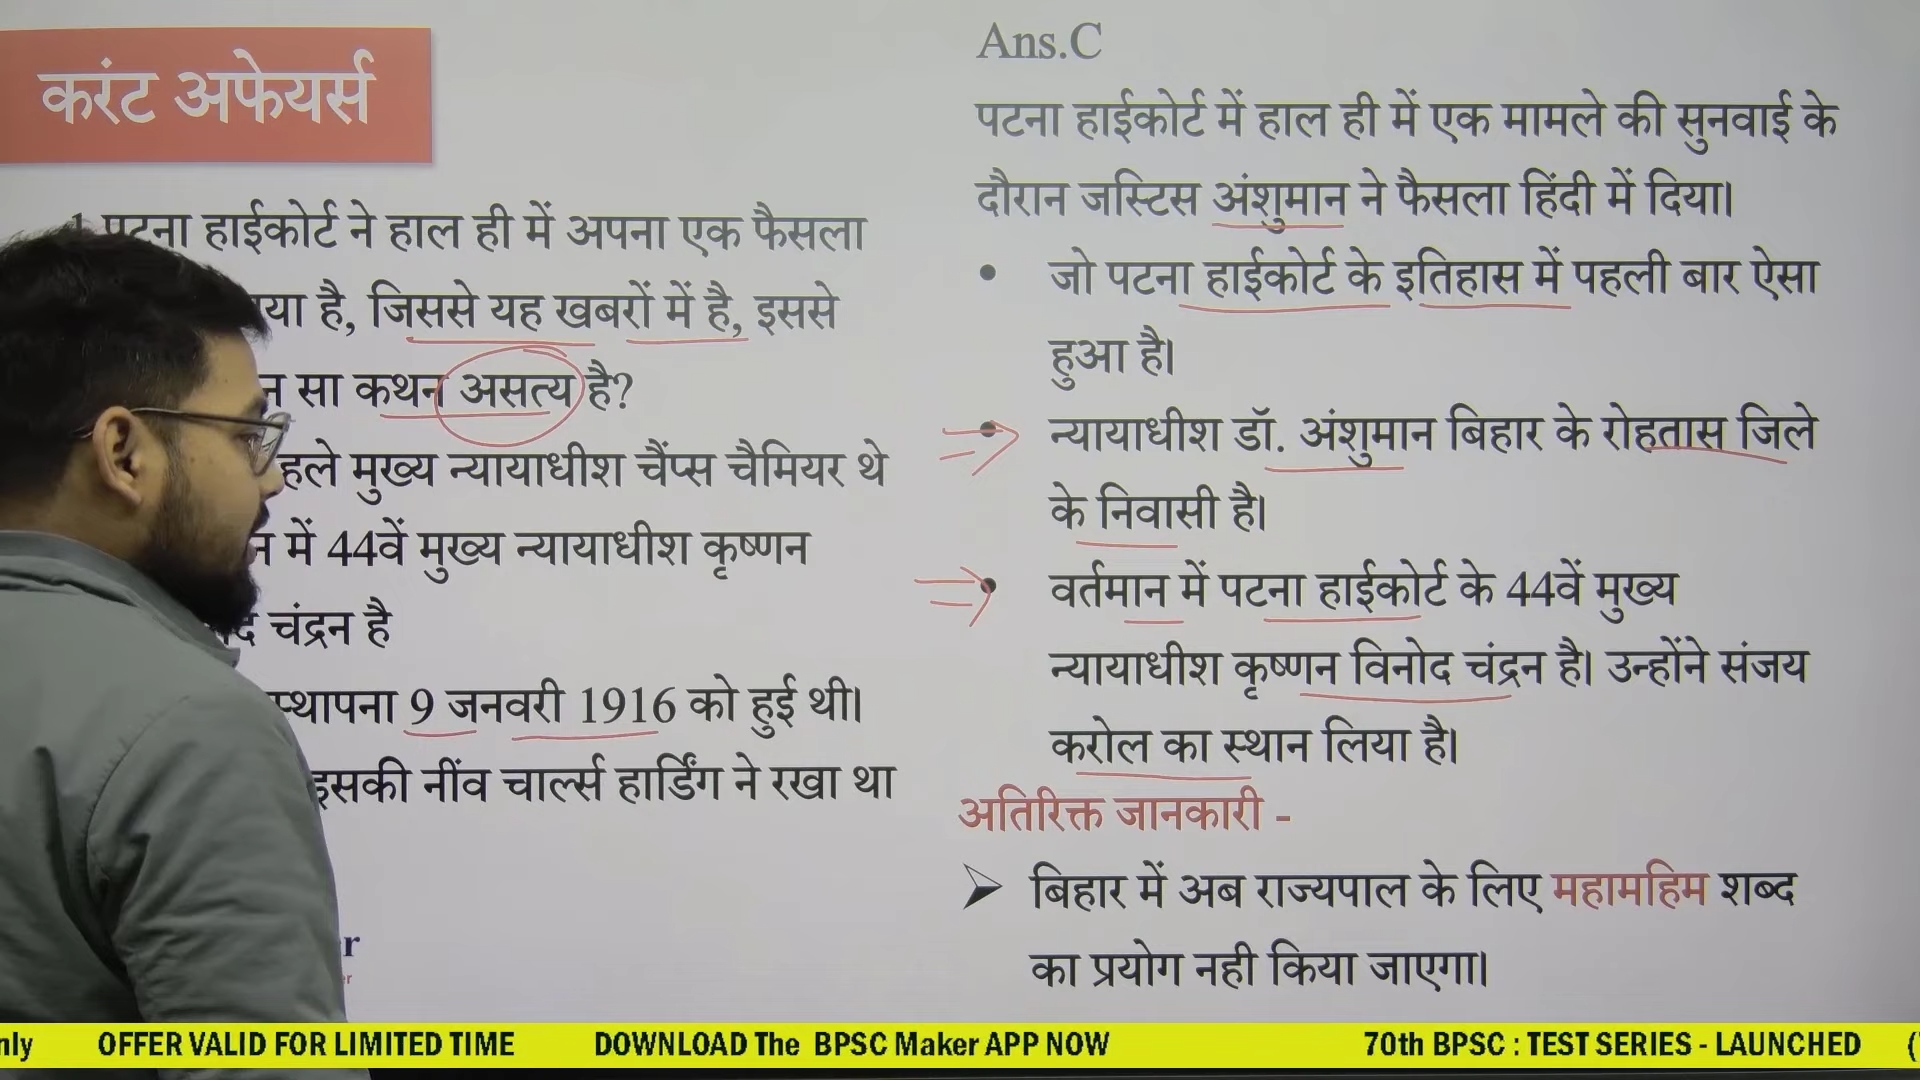 करंट अफेयर्स
1 पटना हाईकोर्ट ने हाल ही में अपना एक फैसला
या है, जिससे यह खबरों में है, इससे
न सा कथन असत्य है?
हले मुख्य न्यायाधीश चैंप्स चैमियर थे
न में 44वें मुख्य न्यायाधीश कृष्णन
द चंद्रन है
स्थापना 9 जनवरी 1916 को हुई थी।
इसकी नींव चार्ल्स हार्डिंग ने रखा था
Ans.C
पटना हाईकोर्ट में हाल ही में एक मामले की सुनवाई के
दौरान जस्टिस अंशुमान ने फैसला हिंदी में दिया।
• जो पटना हाईकोर्ट के इतिहास में पहली बार ऐसा
हुआ है।
• न्यायाधीश डॉ. अंशुमान बिहार के रोहतास जिले
के निवासी है।
• वर्तमान में पटना हाईकोर्ट के 44वें मुख्य
न्यायाधीश कृष्णन विनोद चंद्रन है। उन्होंने संजय
करोल का स्थान लिया है।
अतिरिक्त जानकारी -
➢ बिहार में अब राज्यपाल के लिए महामहिम शब्द
का प्रयोग नही किया जाएगा।
r
er
nly OFFER VALID FOR LIMITED TIME DOWNLOAD The BPSC Maker APP NOW 70th BPSC : TEST SERIES - LAUNCHED (